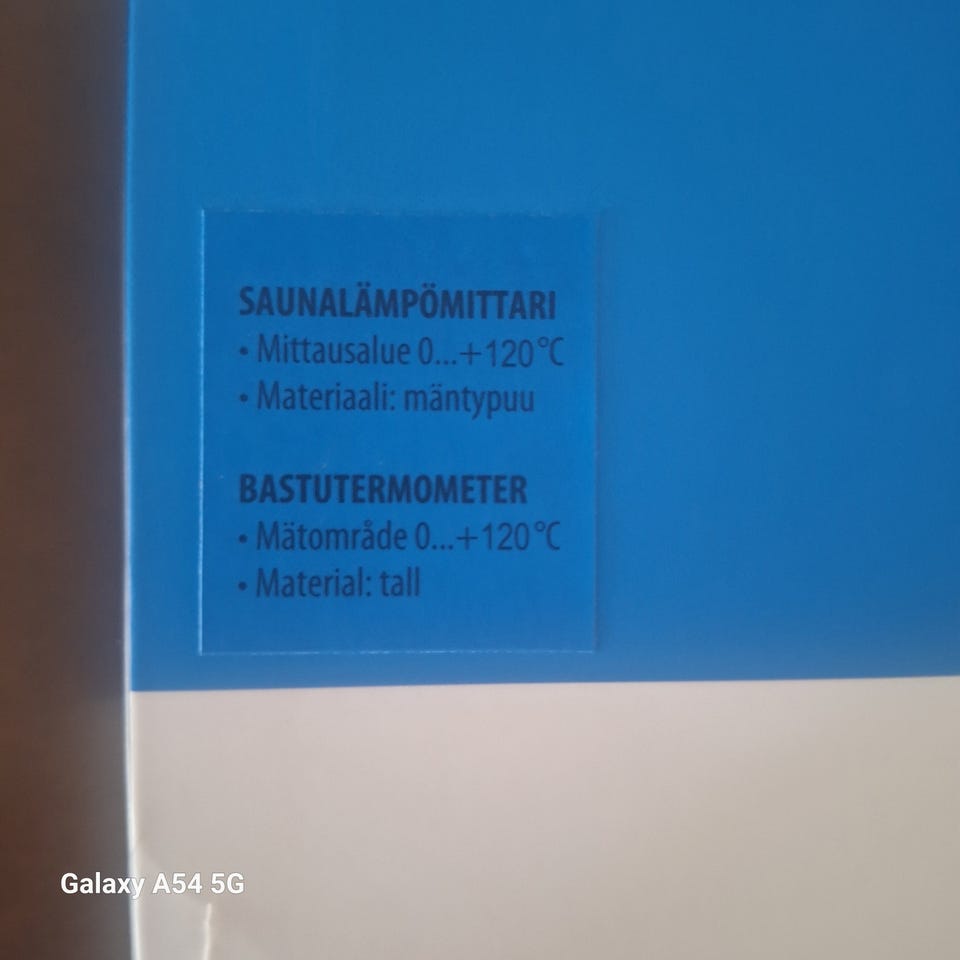 SAUNALÄMPÖMITTARI
• Mittausalue 0...+120°C
• Materiaali: mäntypuu
BASTUTERMOMETER
• Mätområde 0...+120°C
• Material: tall
Galaxy A54 5G